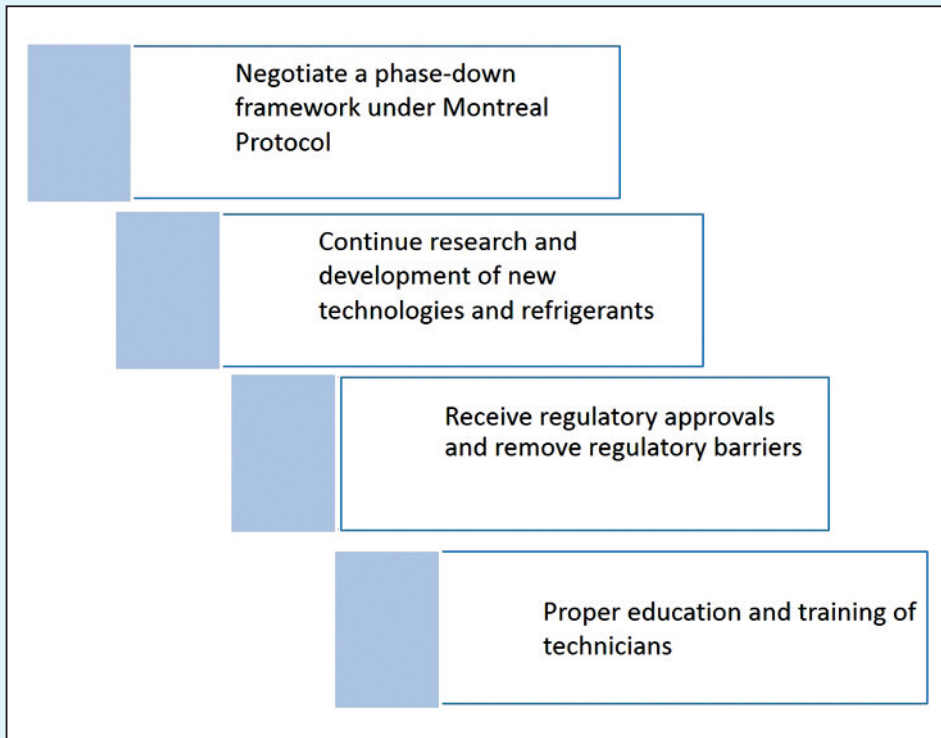 Negotiate a phase-down
framework under Montreal
Protocol
Continue research and
development of new
technologies and refrigerants
Receive regulatory approvals
and remove regulatory barriers
Proper education and training of
technicians